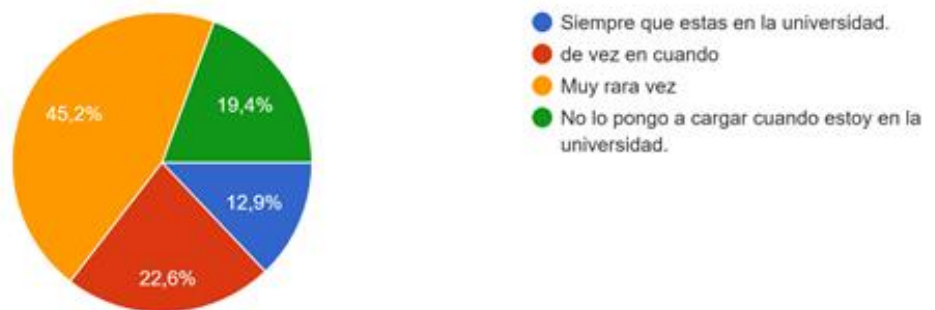 Siempre que estas en la universidad.
de vez en cuando
Muy rara vez
No lo pongo a cargar cuando estoy en la
universidad.
45,2%
19,4%
12,9%
22,6%